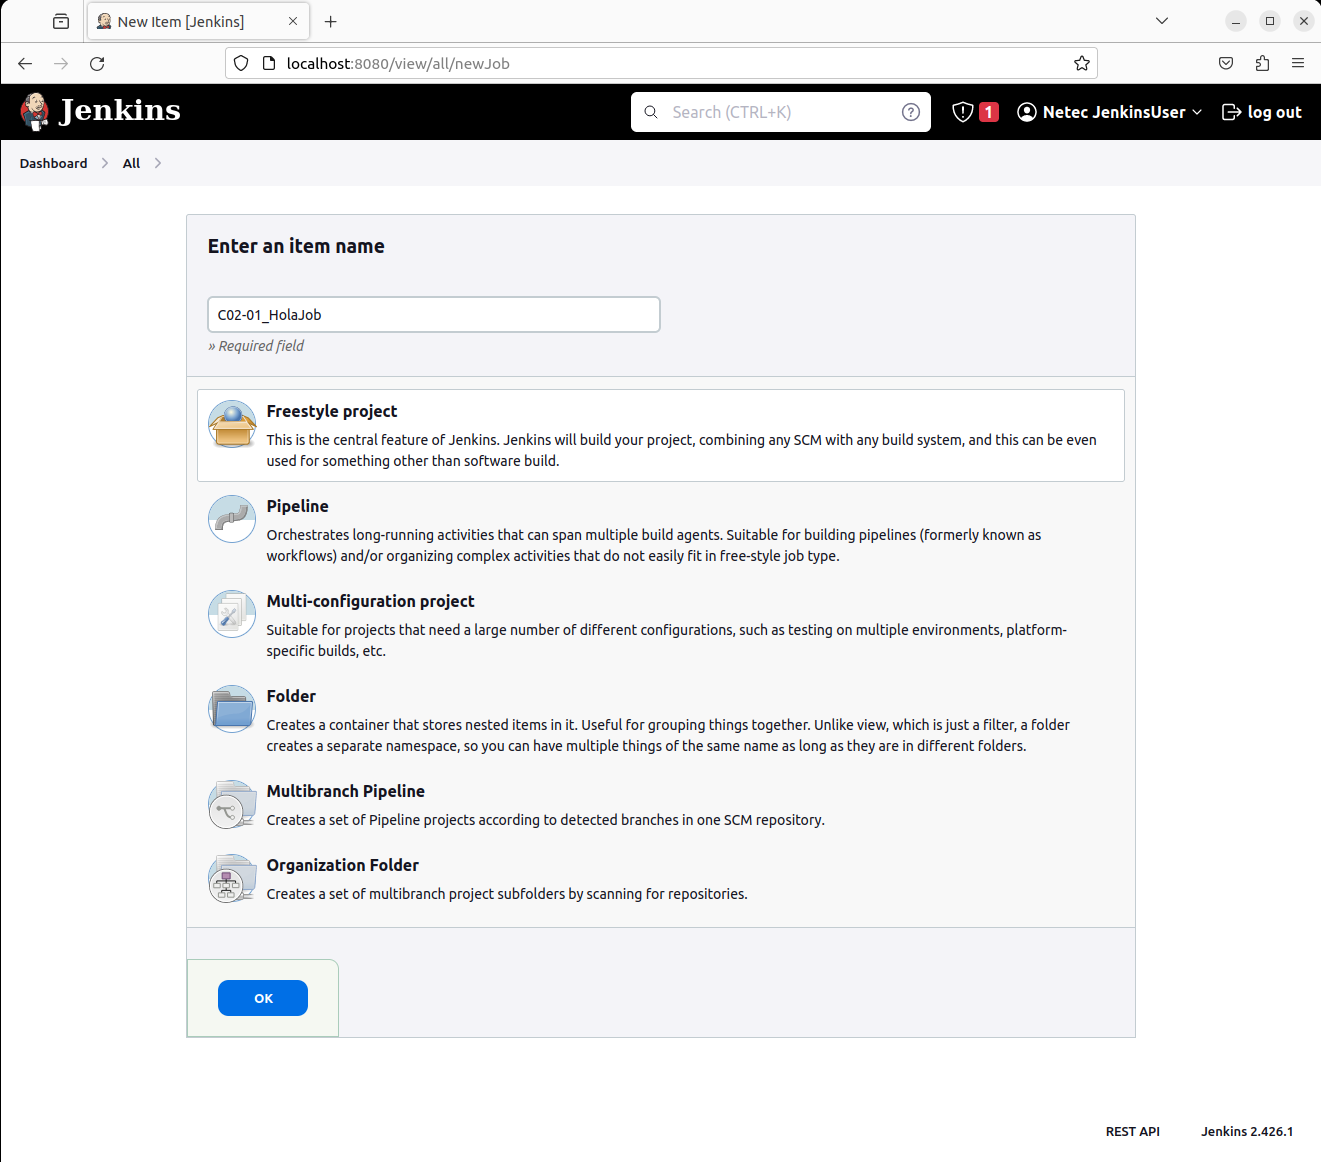 New Item [Jenkins]
localhost:8080/view/all/newJob
Jenkins
Search (CTRL+K)
1
Netec JenkinsUser
log out
Dashboard
All
Enter an item name
C02-01_HolaJob
» Required field
Freestyle project
This is the central feature of Jenkins. Jenkins will build your project, combining any SCM with any build system, and this can be even
used for something other than software build.
Pipeline
Orchestrates long-running activities that can span multiple build agents. Suitable for building pipelines (formerly known as
workflows) and/or organizing complex activities that do not easily fit in free-style job type.
Multi-configuration project
Suitable for projects that need a large number of different configurations, such as testing on multiple environments, platform-
specific builds, etc.
Folder
Creates a container that stores nested items in it. Useful for grouping things together. Unlike view, which is just a filter, a folder
creates a separate namespace, so you can have multiple things of the same name as long as they are in different folders.
Multibranch Pipeline
Creates a set of Pipeline projects according to detected branches in one SCM repository.
Organization Folder
Creates a set of multibranch project subfolders by scanning for repositories.
OK
REST API
Jenkins 2.426.1